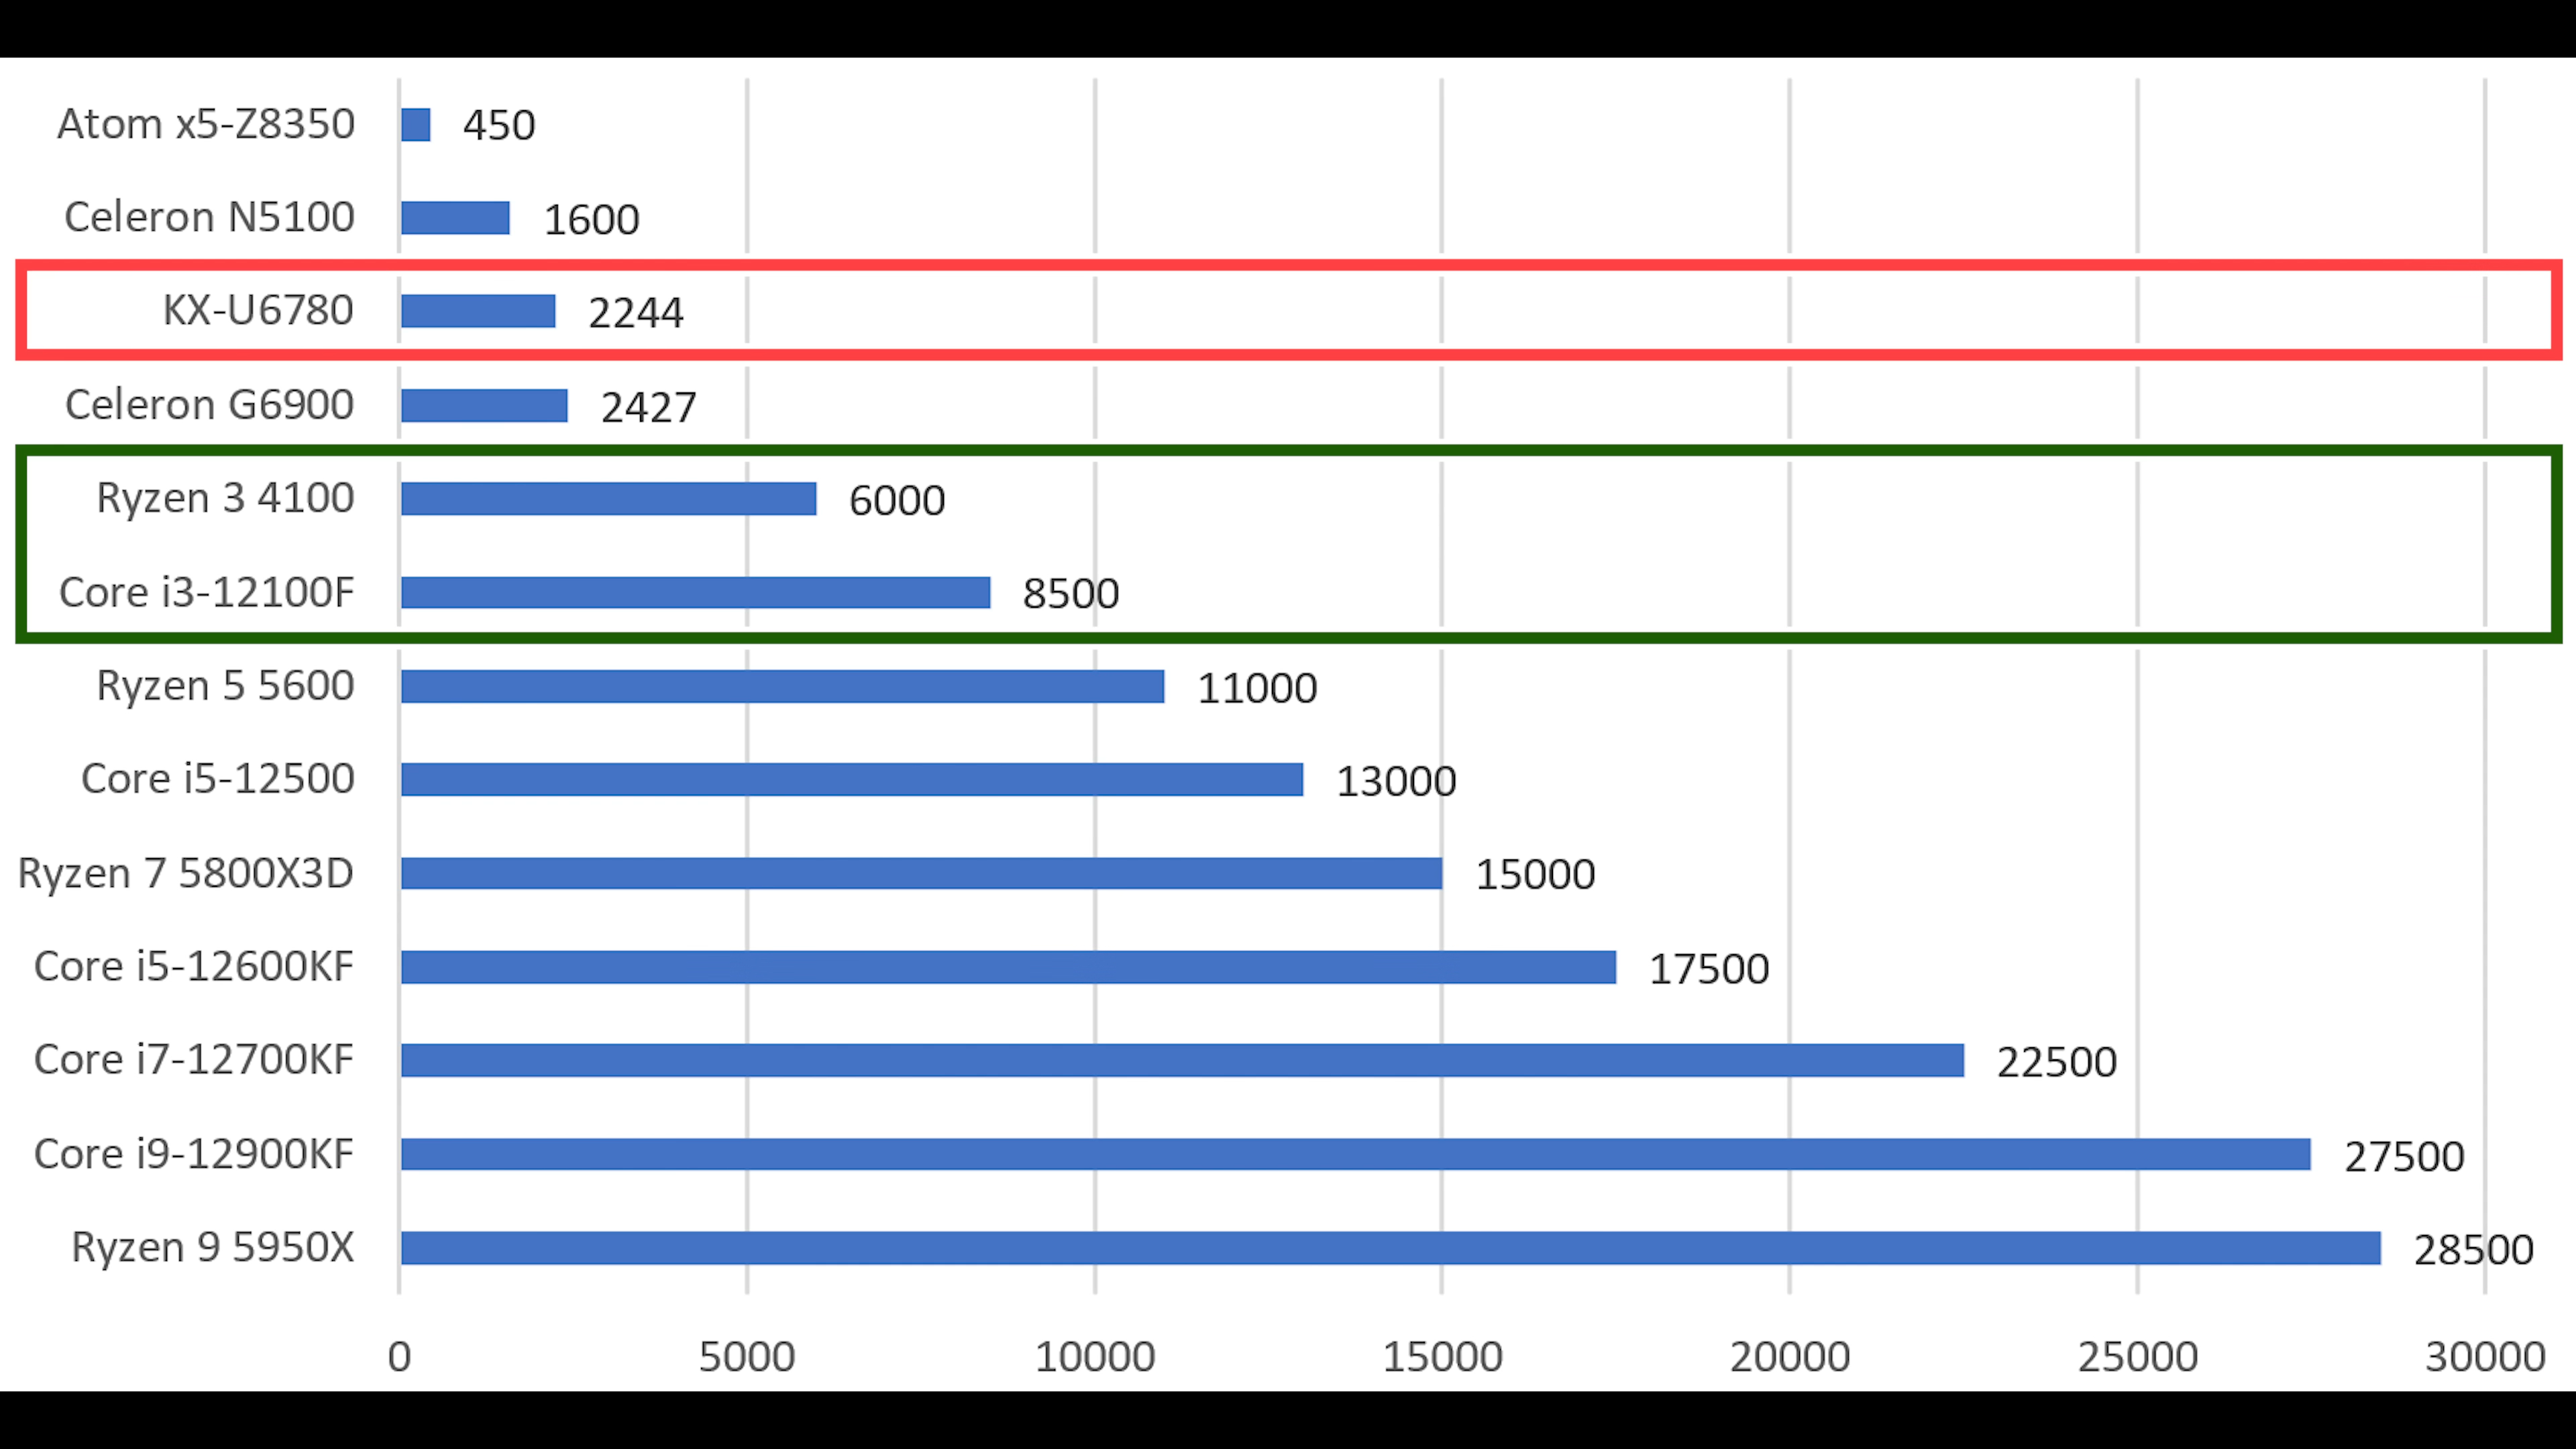 Atom x5-Z8350 450
Celeron N5100 1600
KX-U6780 2244
Celeron G6900 2427
Ryzen 3 4100 6000
Core i3-12100F 8500
Ryzen 5 5600 11000
Core i5-12500 13000
Ryzen 7 5800X3D 15000
Core i5-12600KF 17500
Core i7-12700KF 22500
Core i9-12900KF 27500
Ryzen 9 5950X 28500
0 5000 10000 15000 20000 25000 30000